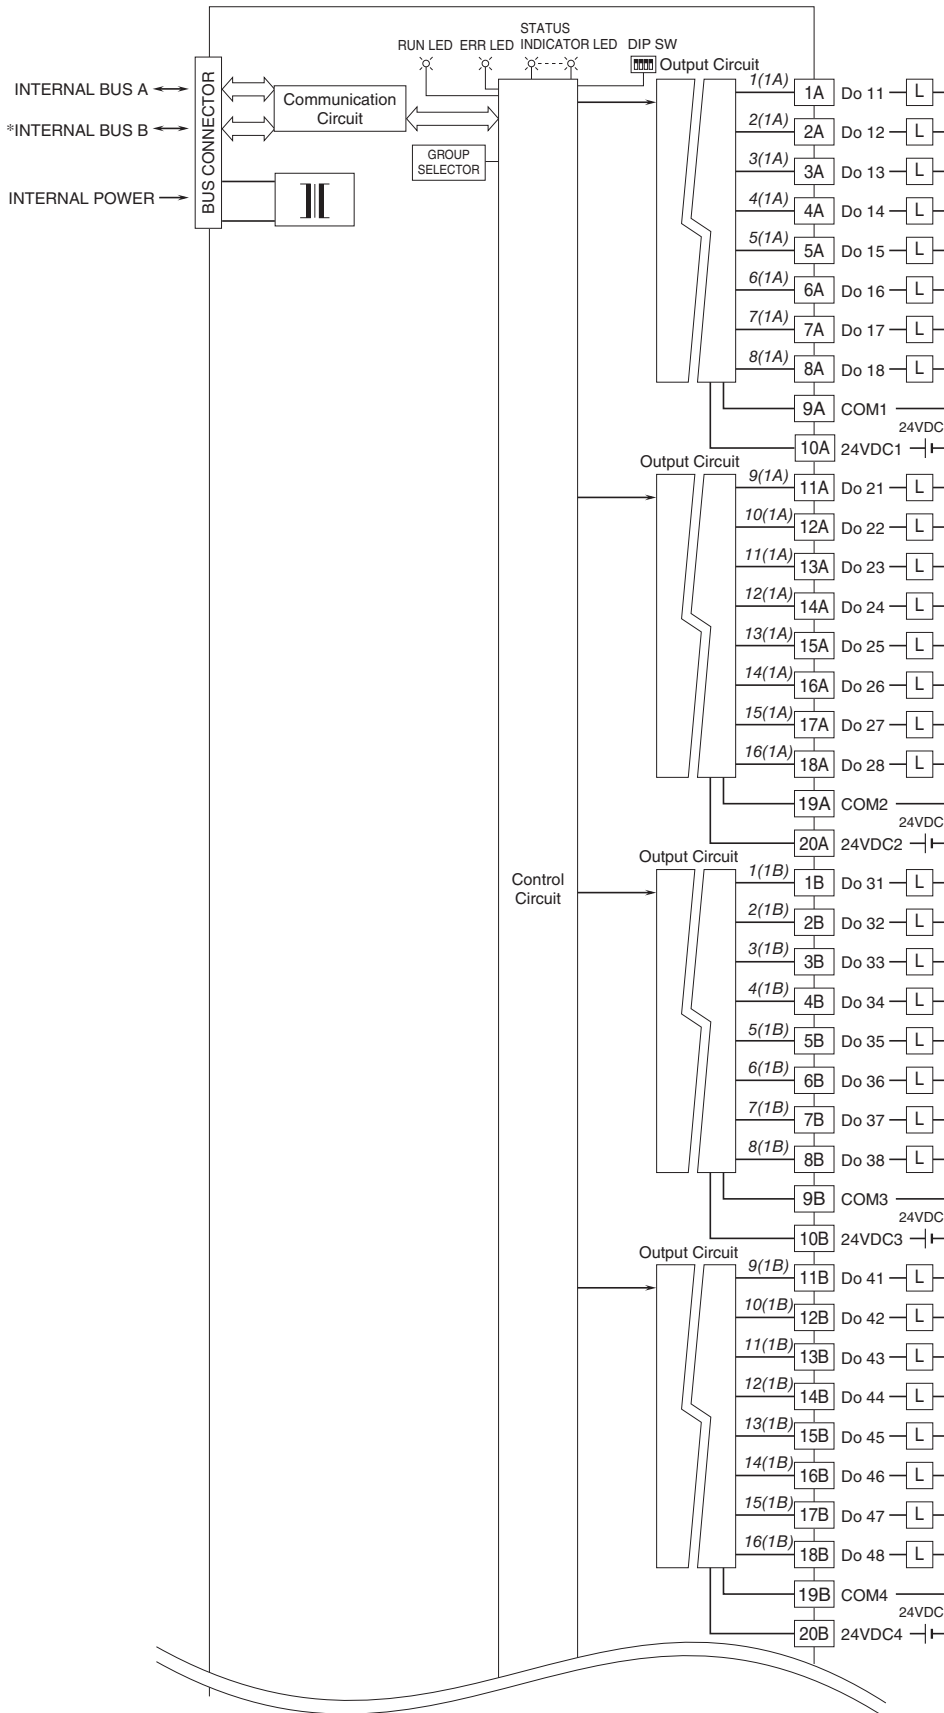 STATUS
RUN LED ERR LED INDICATOR LED DIP SW
Output Circuit
INTERNAL BUS A
*INTERNAL BUS B
INTERNAL POWER
BUS CONNECTOR
Communication
Circuit
GROUP
SELECTOR
Control
Circuit
1(1A) 1A Do 11 L
2(1A) 2A Do 12 L
3(1A) 3A Do 13 L
4(1A) 4A Do 14 L
5(1A) 5A Do 15 L
6(1A) 6A Do 16 L
7(1A) 7A Do 17 L
8(1A) 8A Do 18 L
9A COM1
24VDC
10A 24VDC1
Output Circuit
9(1A) 11A Do 21 L
10(1A) 12A Do 22 L
11(1A) 13A Do 23 L
12(1A) 14A Do 24 L
13(1A) 15A Do 25 L
14(1A) 16A Do 26 L
15(1A) 17A Do 27 L
16(1A) 18A Do 28 L
19A COM2
24VDC
20A 24VDC2
Output Circuit
1(1B) 1B Do 31 L
2(1B) 2B Do 32 L
3(1B) 3B Do 33 L
4(1B) 4B Do 34 L
5(1B) 5B Do 35 L
6(1B) 6B Do 36 L
7(1B) 7B Do 37 L
8(1B) 8B Do 38 L
9B COM3
24VDC
10B 24VDC3
Output Circuit
9(1B) 11B Do 41 L
10(1B) 12B Do 42 L
11(1B) 13B Do 43 L
12(1B) 14B Do 44 L
13(1B) 15B Do 45 L
14(1B) 16B Do 46 L
15(1B) 17B Do 47 L
16(1B) 18B Do 48 L
19B COM4
24VDC
20B 24VDC4